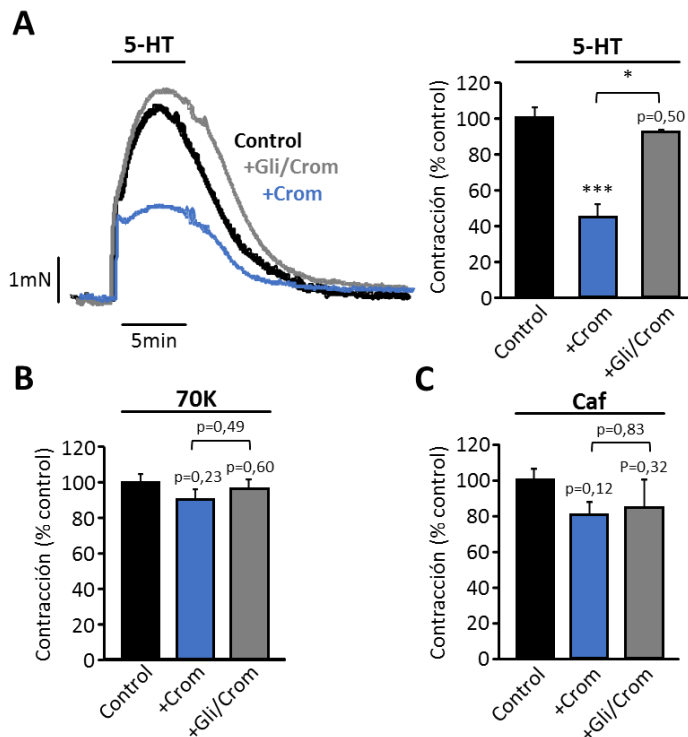 A
5-HT
Control
+Gli/Crom
+Crom
1mN
5min
5-HT
*
p=0,50
***
Contracción (% control)
120
100
80
60
40
20
0
Control
+Crom
+Gli/Crom
B
70K
p=0,49
p=0,23
p=0,60
Contracción (% control)
120
100
80
60
40
20
0
Control
+Crom
+Gli/Crom
C
Caf
p=0,83
p=0,12
P=0,32
Contracción (% control)
120
100
80
60
40
20
0
Control
+Crom
+Gli/Crom